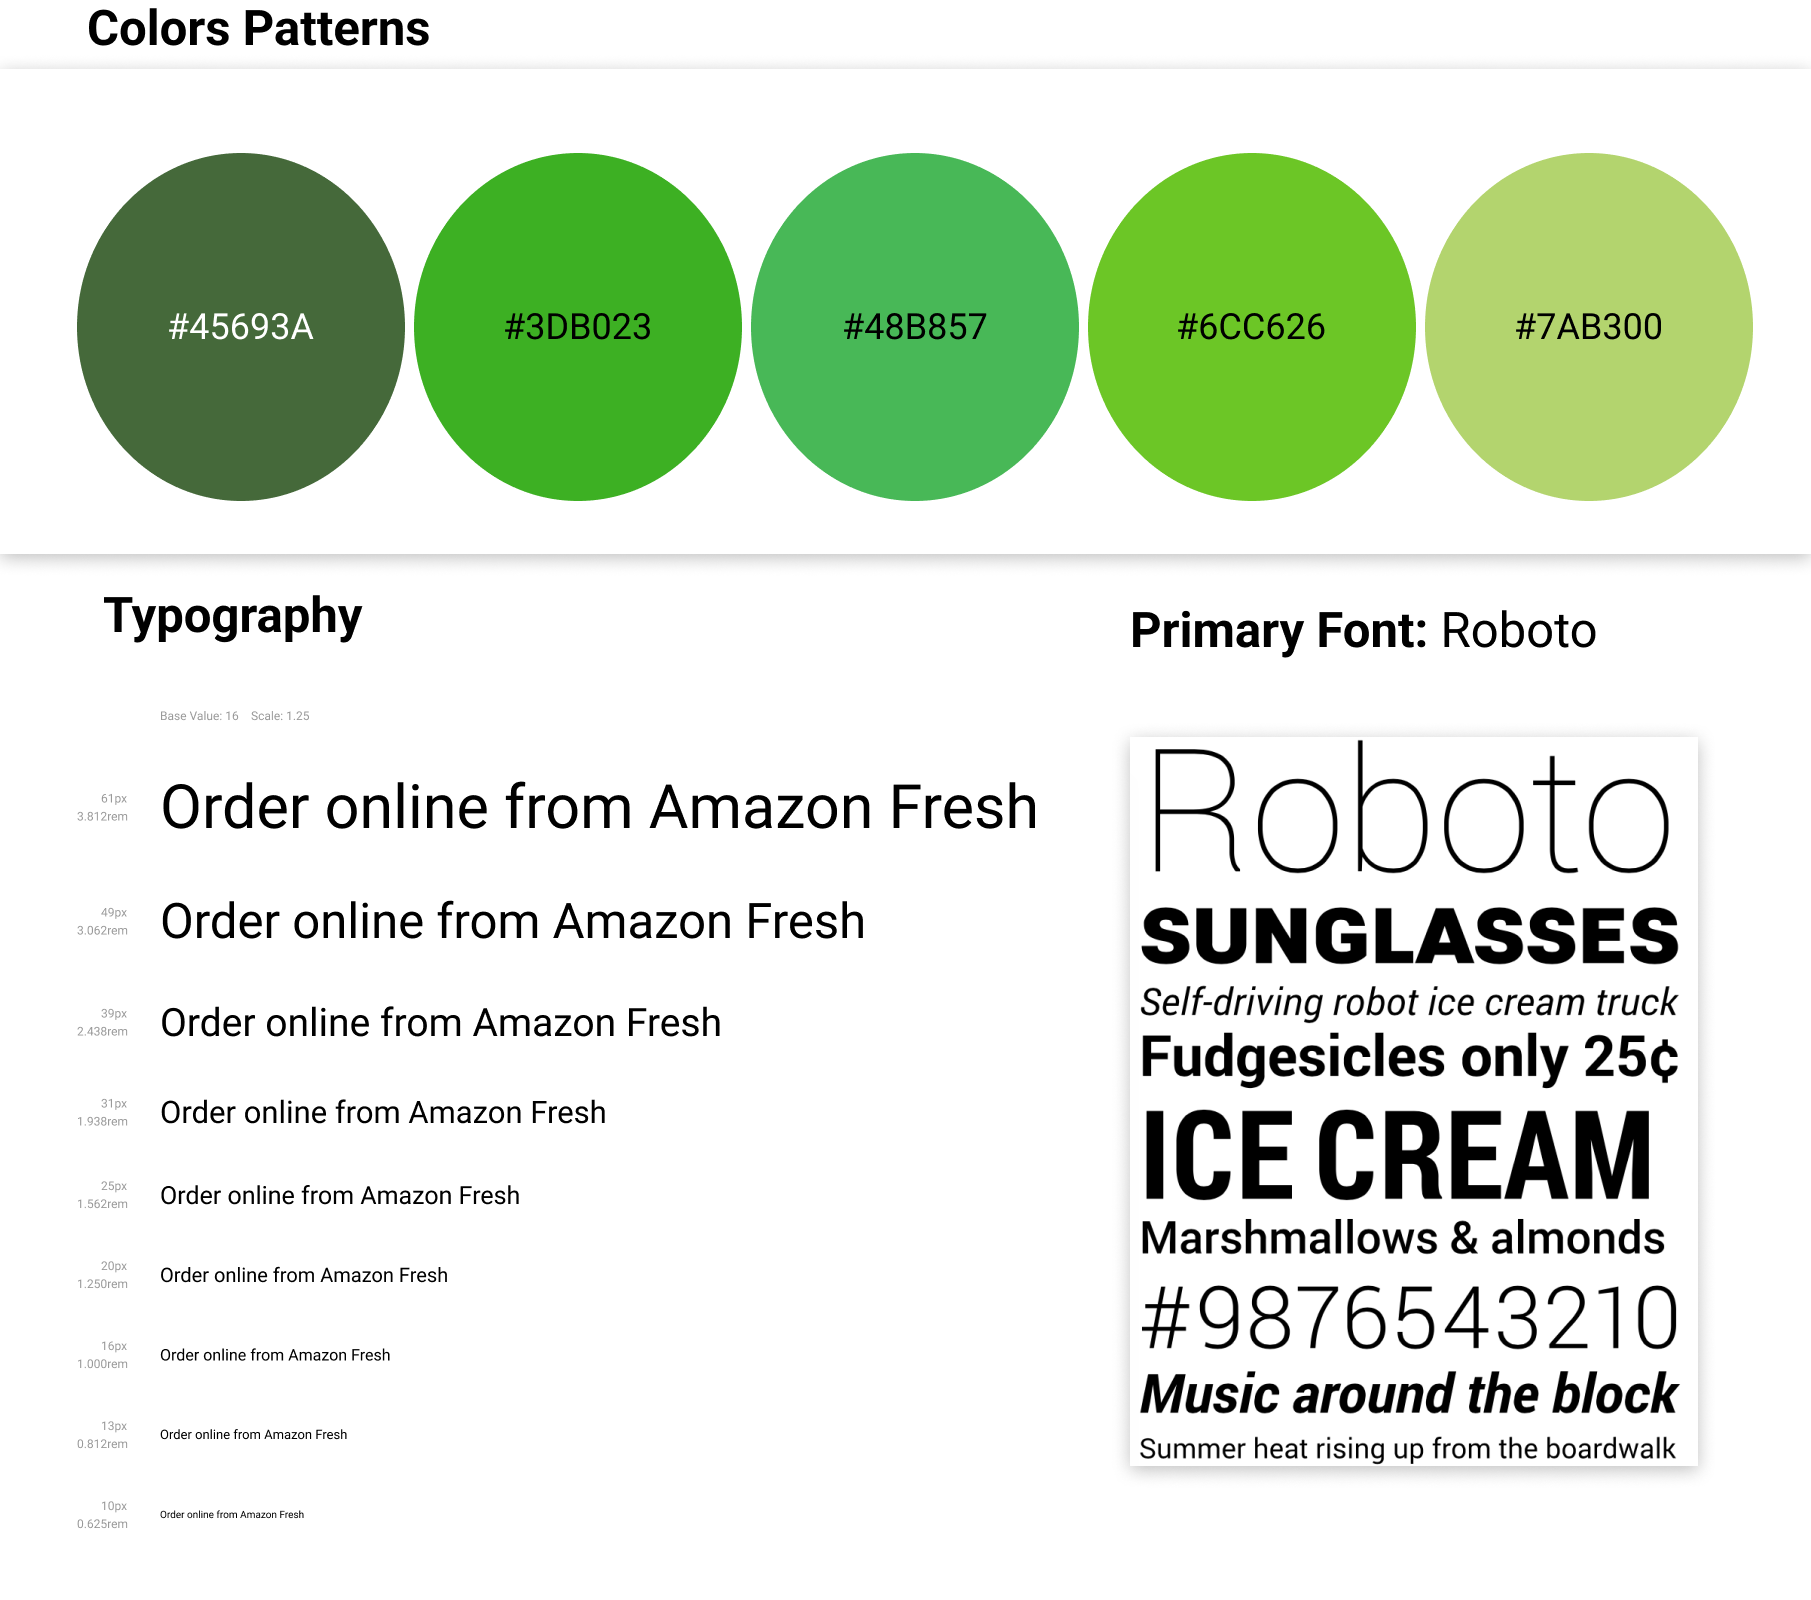 Colors Patterns
#45693A
#3DB023
#48B857
#6CC626
#7AB300
Typography
Base Value: 16 Scale: 1.25
61px
3.812rem
Order online from Amazon Fresh
49px
3.062rem
Order online from Amazon Fresh
39px
2.438rem
Order online from Amazon Fresh
31px
1.938rem
Order online from Amazon Fresh
25px
1.562rem
Order online from Amazon Fresh
20px
1.250rem
Order online from Amazon Fresh
16px
1.000rem
Order online from Amazon Fresh
13px
0.812rem
Order online from Amazon Fresh
10px
0.625rem
Order online from Amazon Fresh
Primary Font: Roboto
Roboto
SUNGLASSES
Self-driving robot ice cream truck
Fudgesicles only 25¢
ICE CREAM
Marshmallows & almonds
#9876543210
Music around the block
Summer heat rising up from the boardwalk